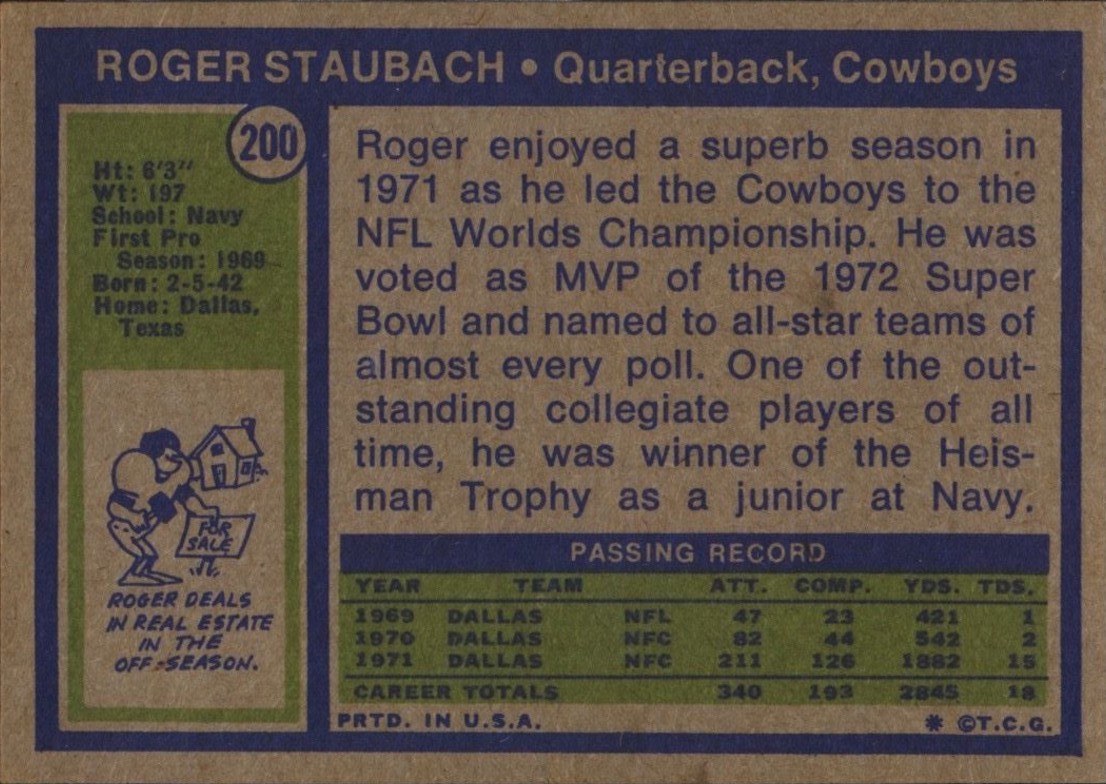 ROGER STAUBACH • Quarterback, Cowboys
200
Ht: 6'3"
Wt: 197
School: Navy
First Pro
Season: 1969
Born: 2-5-42
Home: Dallas,
Texas
FOR
SALE
ROGER DEALS
IN REAL ESTATE
IN THE
OFF-SEASON.
Roger enjoyed a superb season in
1971 as he led the Cowboys to the
NFL Worlds Championship. He was
voted as MVP of the 1972 Super
Bowl and named to all-star teams of
almost every poll. One of the out-
standing collegiate players of all
time, he was winner of the Heis-
man Trophy as a junior at Navy.
PASSING RECORD
YEAR TEAM ATT. COMP. YDS. TDS.
1969 DALLAS NFL 47 23 421 1
1970 DALLAS NFC 82 44 542 2
1971 DALLAS NFC 211 126 1882 15
CAREER TOTALS 340 193 2845 18
PRTD. IN U.S.A. * ©T.C.G.